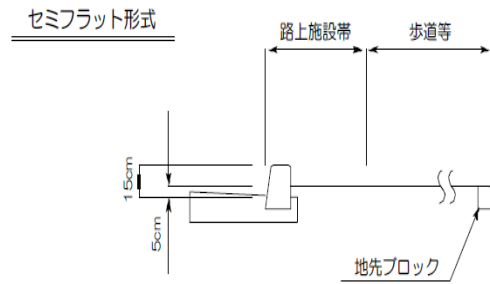 セミフラット形式
路上施設帯
歩道等
15cm
5cm
地先ブロック